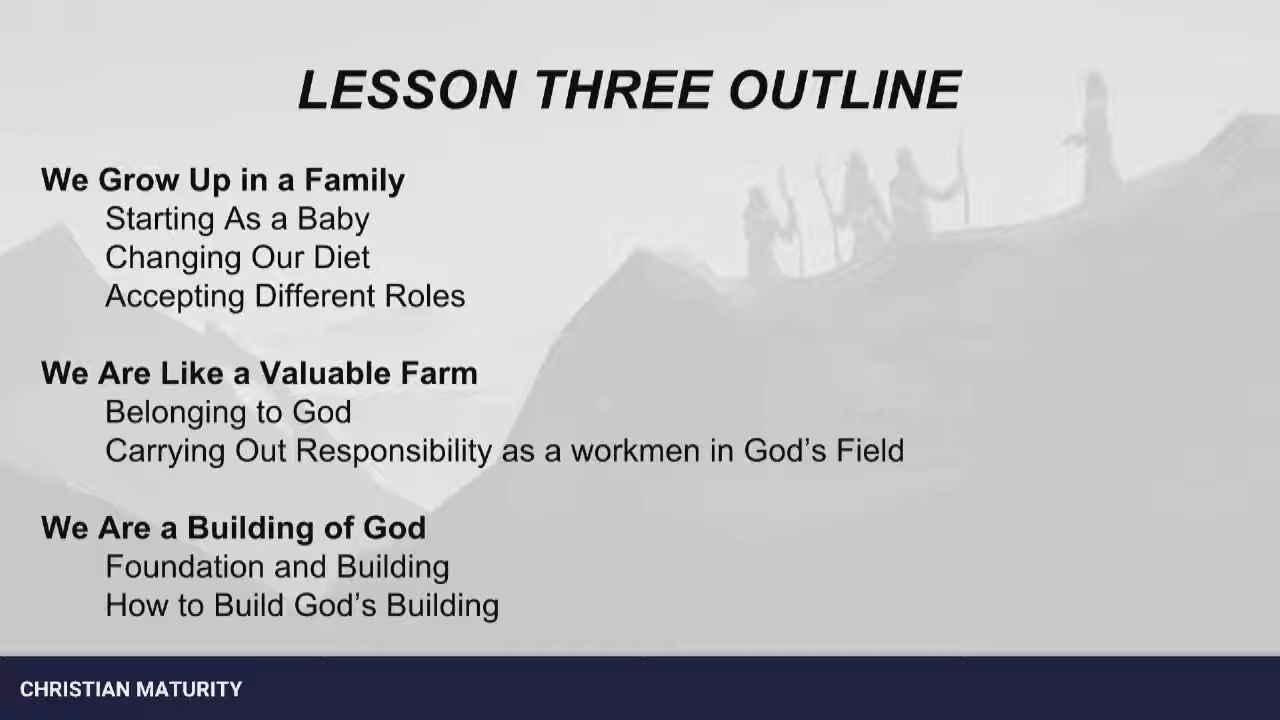 LESSON THREE OUTLINE
We Grow Up in a Family
Starting As a Baby
Changing Our Diet
Accepting Different Roles
We Are Like a Valuable Farm
Belonging to God
Carrying Out Responsibility as a workmen in God's Field
We Are a Building of God
Foundation and Building
How to Build God's Building
CHRISTIAN MATURITY